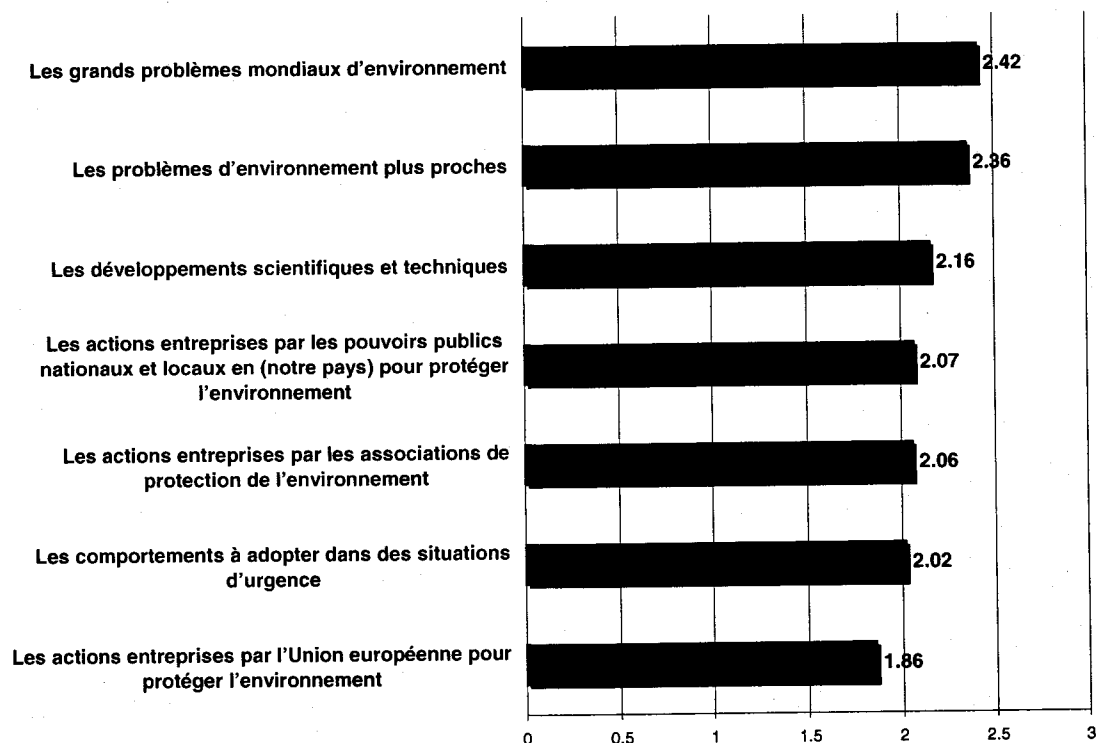 Les grands problèmes mondiaux d'environnement
2.42
Les problèmes d'environnement plus proches
2.36
Les développements scientifiques et techniques
2.16
Les actions entreprises par les pouvoirs publics
nationaux et locaux en (notre pays) pour protéger
l'environnement
2.07
Les actions entreprises par les associations de
protection de l'environnement
2.06
Les comportements à adopter dans des situations
d'urgence
2.02
Les actions entreprises par l'Union européenne pour
protéger l'environnement
1.86
0 0.5 1 1.5 2 2.5 3